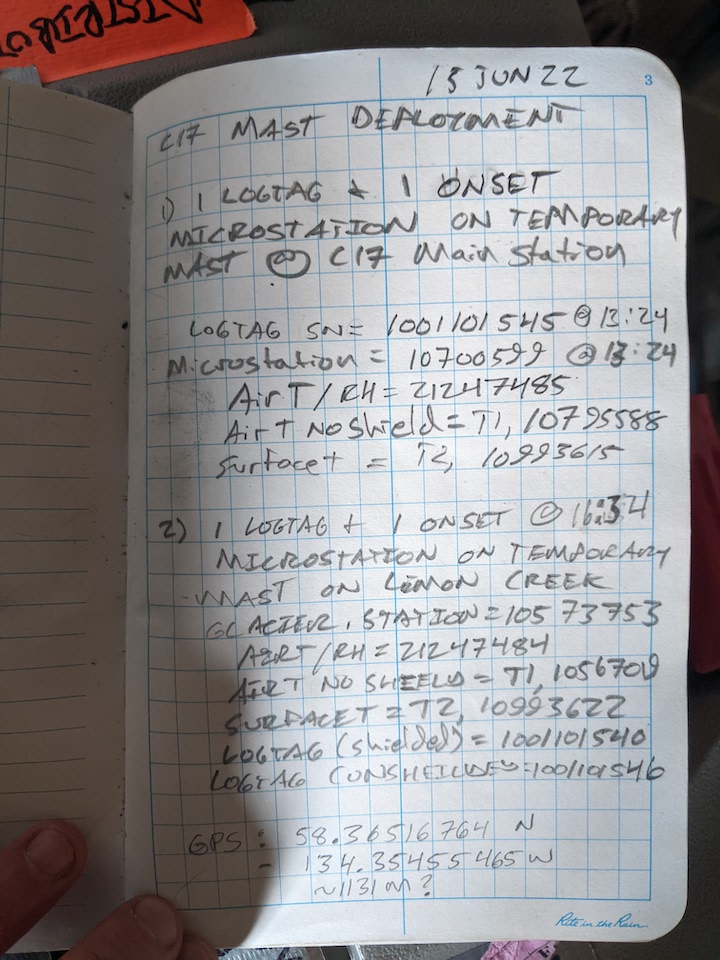 15 JUN 22
3
C17 MAST DEPLOYMENT
1) 1 LOGTAG + 1 ONSET
MICROSTATION ON TEMPORARY
MAST @ C17 Main Station
LOGTAG SN= 1001101545 @ 13:24
Microstation = 10700599 @ 13:24
AirT/RH = 21247485
AirT No Shield = T1, 10795588
Surfacet = T2, 10993615
2) 1 LOGTAG + 1 ONSET @ 16:34
MICROSTATION ON TEMPORARY
MAST ON LEMON CREEK
GLACIER, STATION = 10573753
AIRT/RH = 21247484
AIRT NO SHIELD = T1,
SURFACET = T2, 10993622
LOGTAG (shielded) = 1001101540
LOGTAG (UNSHEILDED)=1001101546
GPS: 58.36516764 N
- 134.35455465 W
~1131 m?
Rite in the Rain